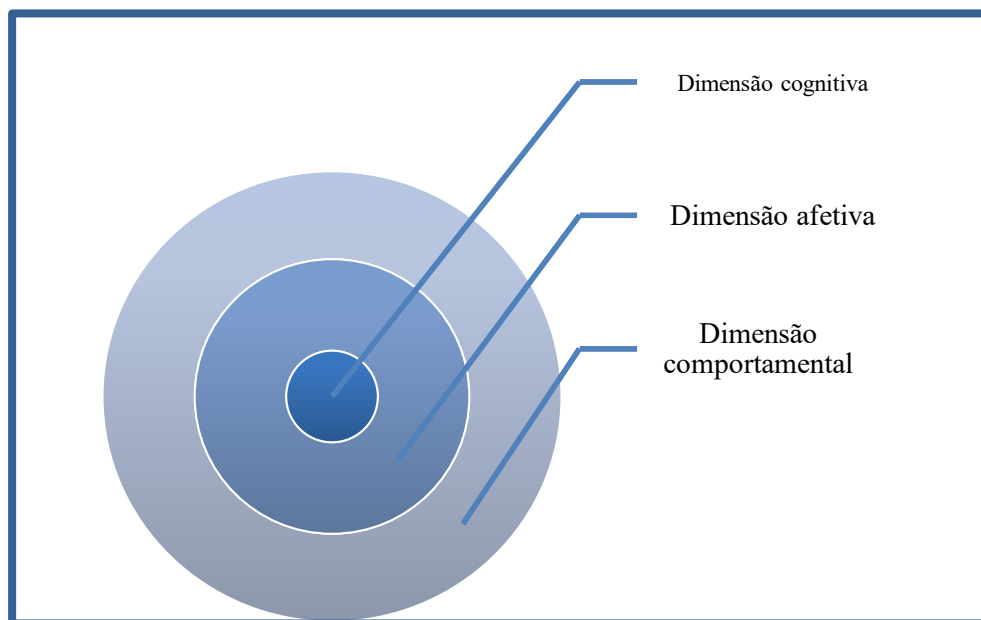 Dimensão cognitiva
Dimensão afetiva
Dimensão
comportamental